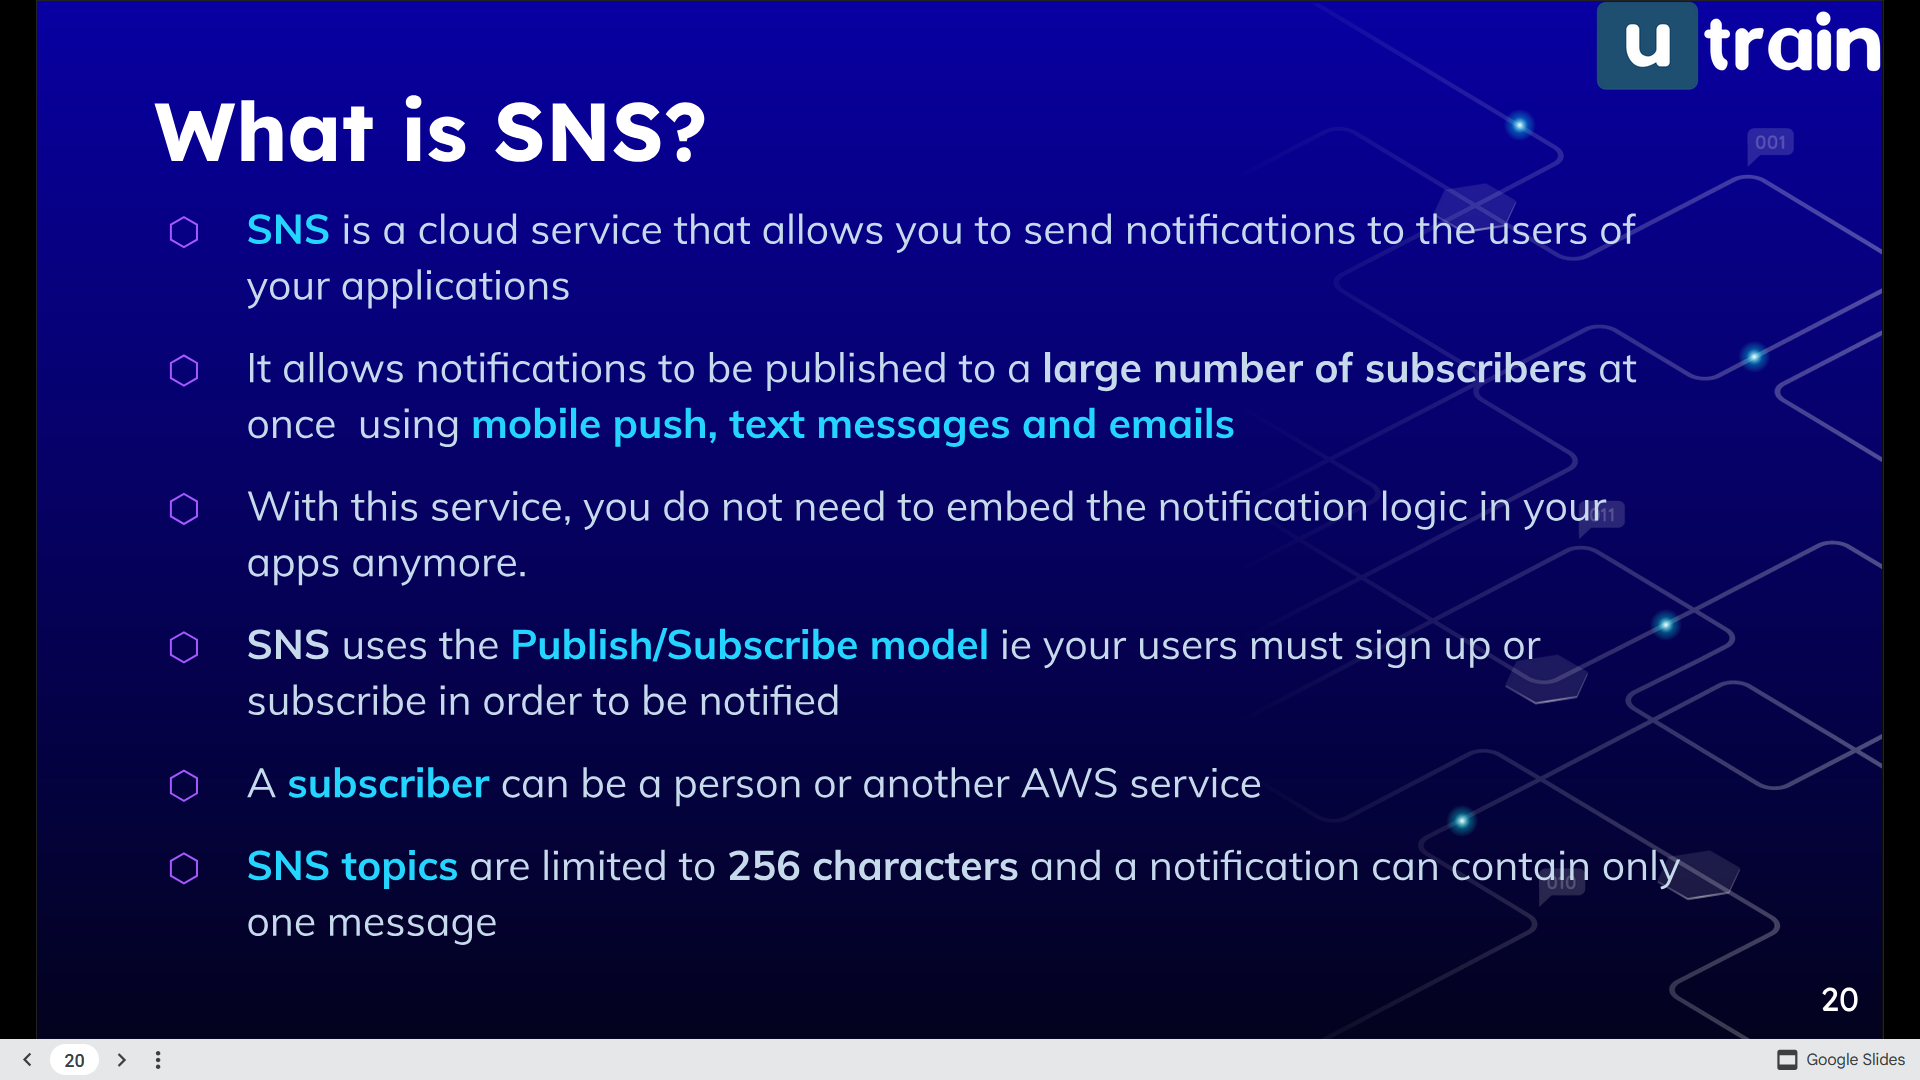 u train
What is SNS?
001
SNS is a cloud service that allows you to send notifications to the users of
your applications
It allows notifications to be published to a large number of subscribers at
once using mobile push, text messages and emails
With this service, you do not need to embed the notification logic in your
011
apps anymore.
SNS uses the Publish/Subscribe model ie your users must sign up or
subscribe in order to be notified
A subscriber can be a person or another AWS service
SNS topics are limited to 256 characters and a notification can contain only
010
one message
20
20
Google Slides